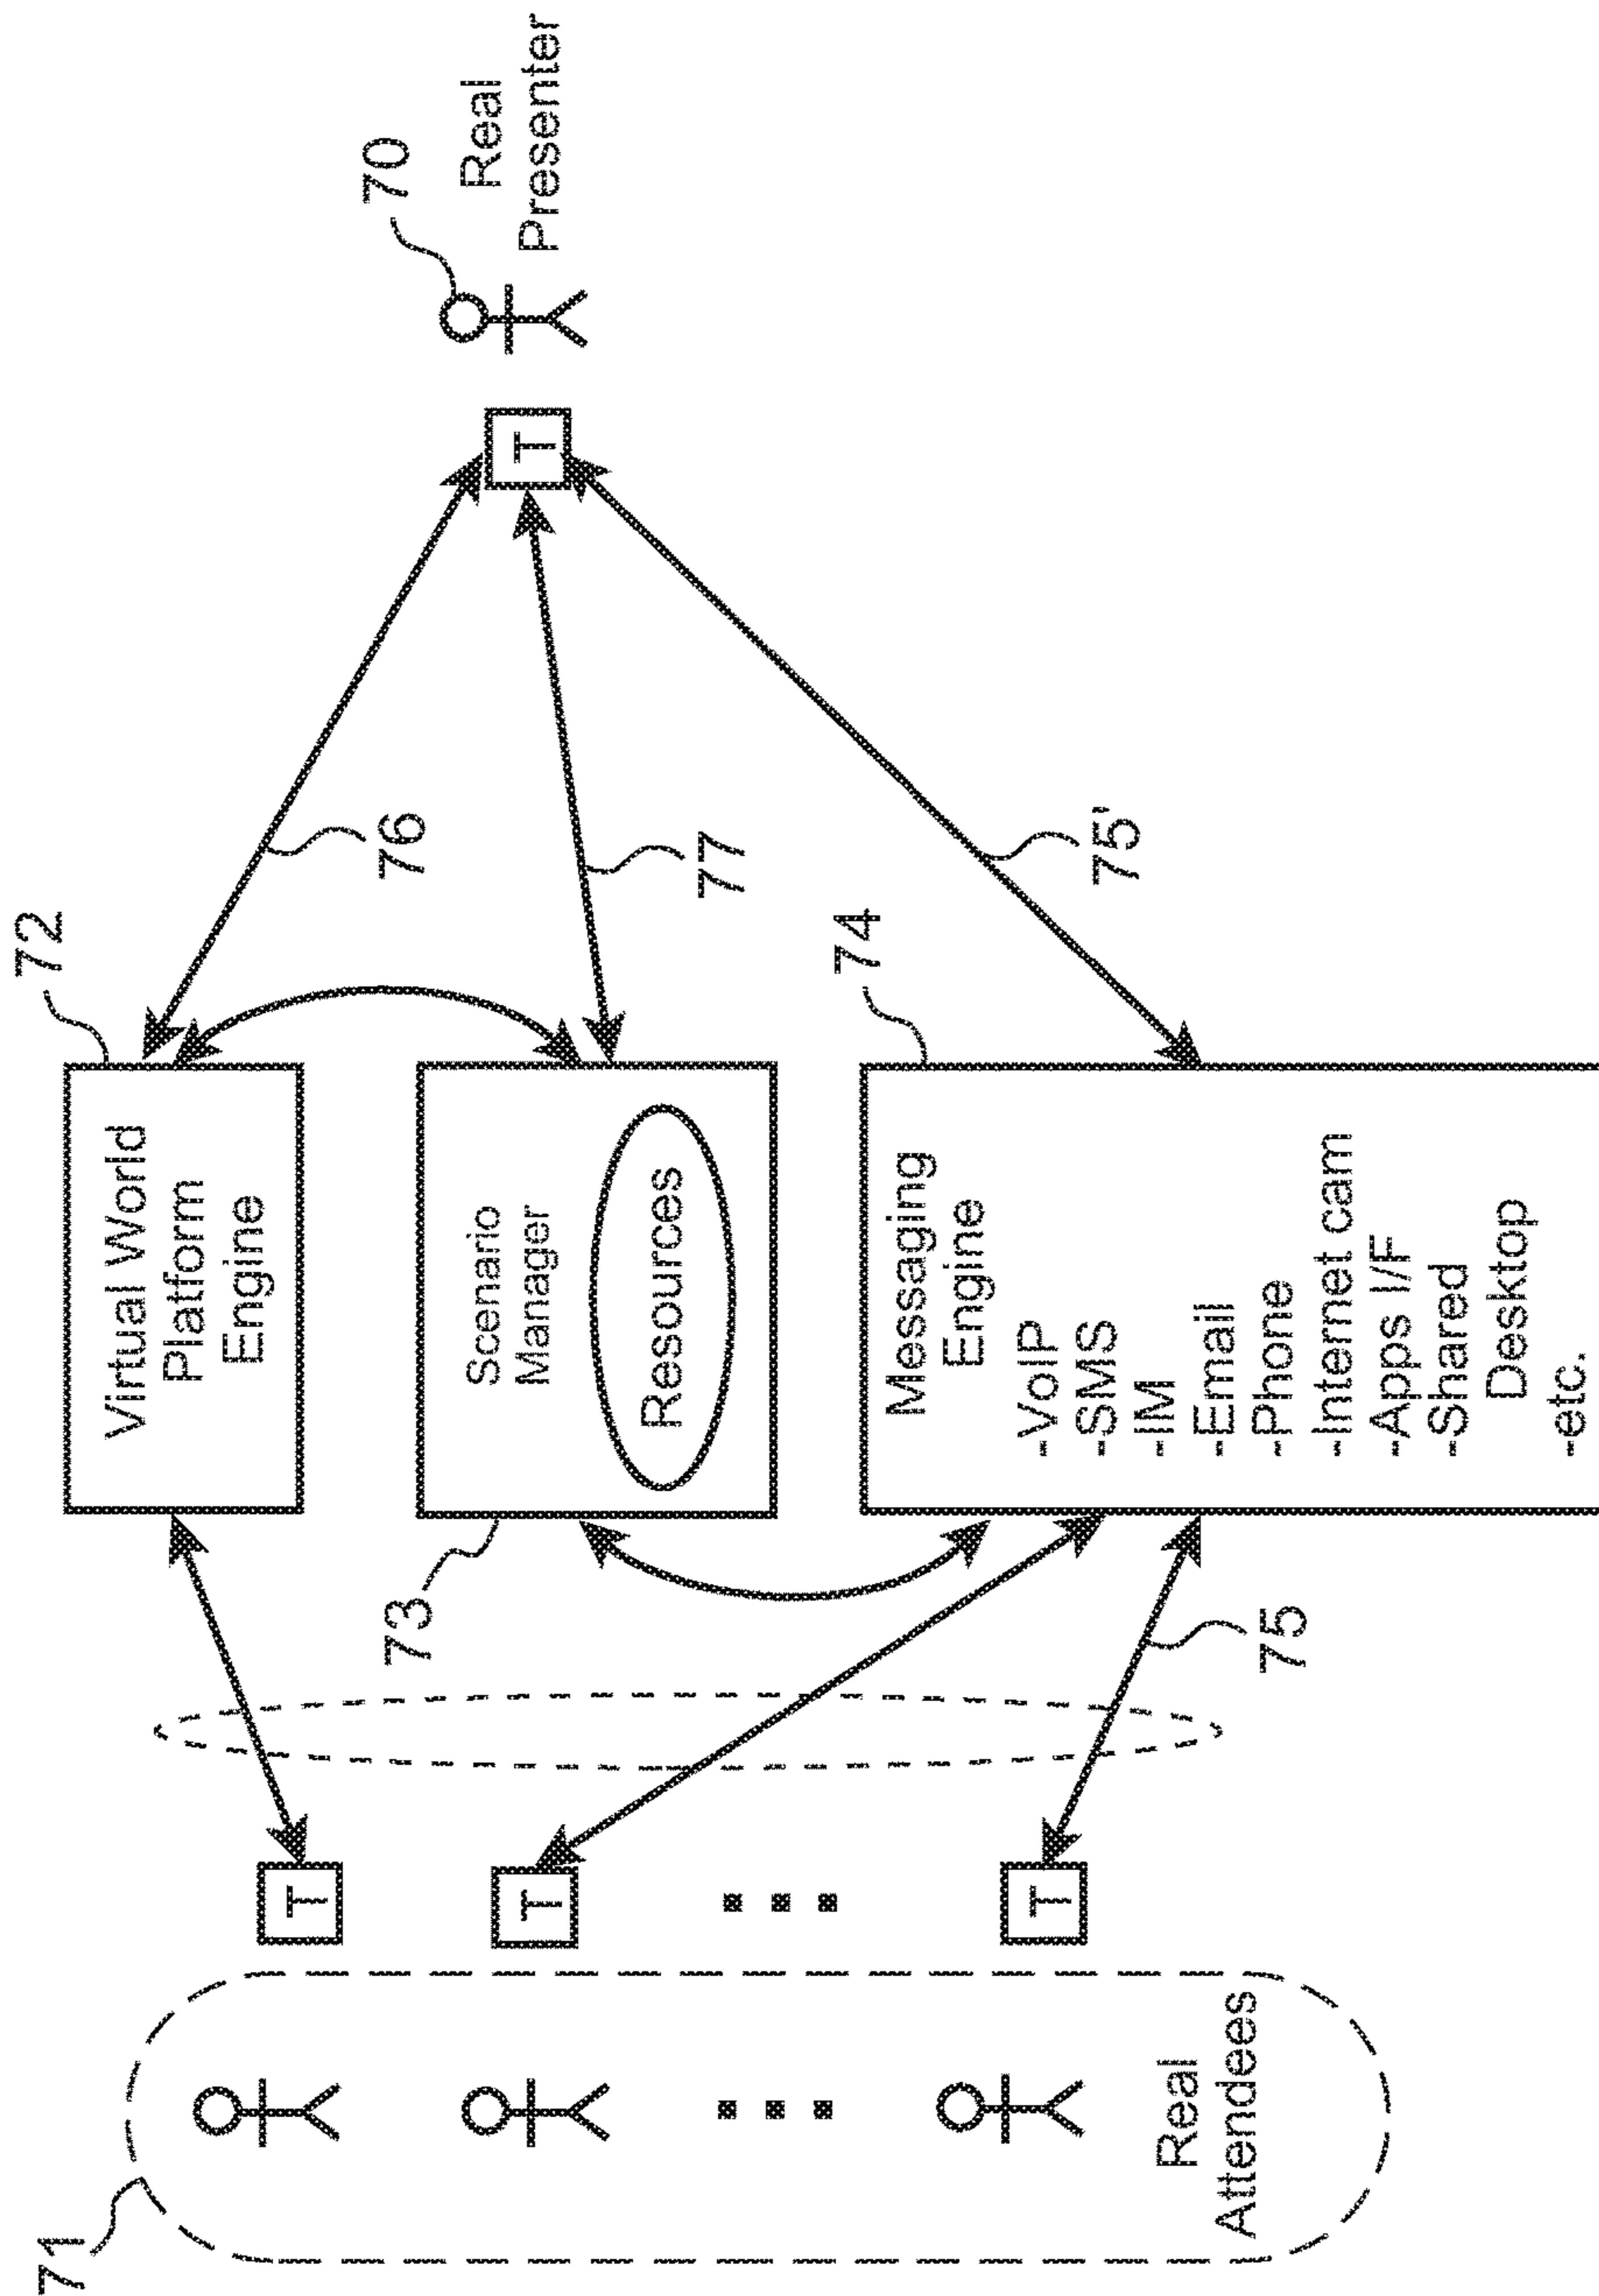 71
Real
Attendees
T
T
T
75
72
Virtual World
Platform
Engine
73
Scenario
Manager
Resources
74
Messaging
Engine
-VoIP
-SMS
-IM
-Email
-Phone
-Internet cam
-Apps I/F
-Shared
Desktop
-etc.
76
77
75'
T
70
Real
Presenter